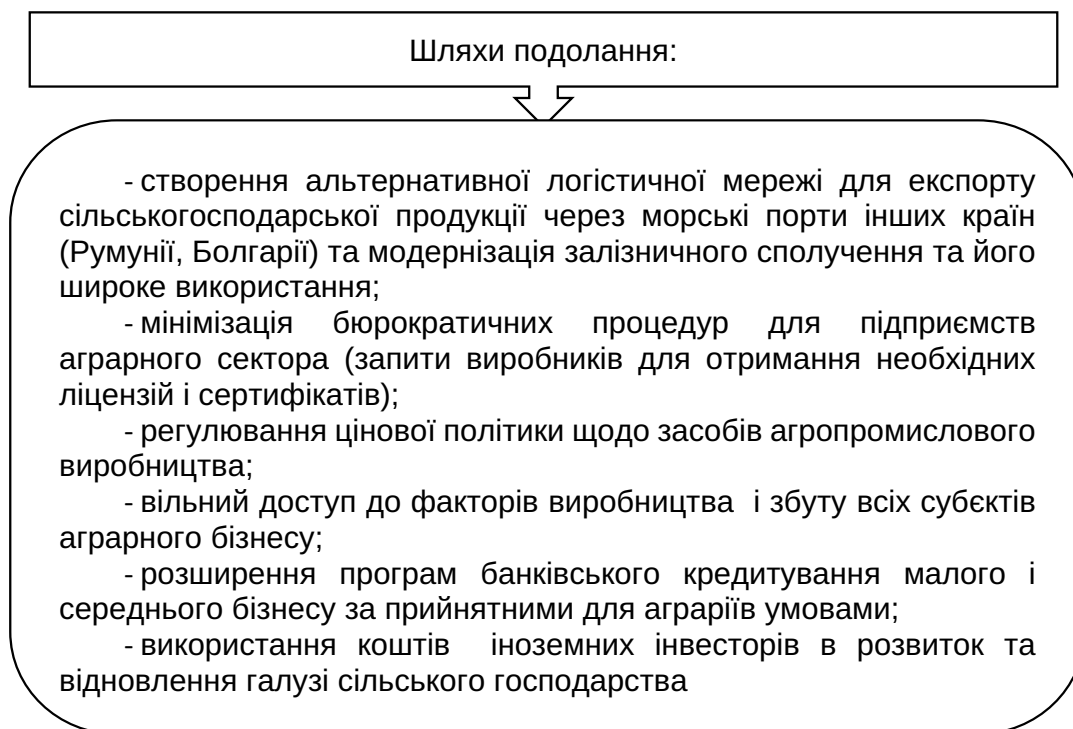 Шляхи подолання:
- створення альтернативної логістичної мережі для експорту
сільськогосподарської продукції через морські порти інших країн
(Румунії, Болгарії) та модернізація залізничного сполучення та його
широке використання;
- мінімізація бюрократичних процедур для підприємств
аграрного сектора (запити виробників для отримання необхідних
ліцензій і сертифікатів);
- регулювання цінової політики щодо засобів агропромислового
виробництва;
- вільний доступ до факторів виробництва  і збуту всіх субєктів
аграрного бізнесу;
- розширення програм банківського кредитування малого і
середнього бізнесу за прийнятними для аграріїв умовами;
- використання коштів  іноземних інвесторів в розвиток та
відновлення галузі сільського господарства